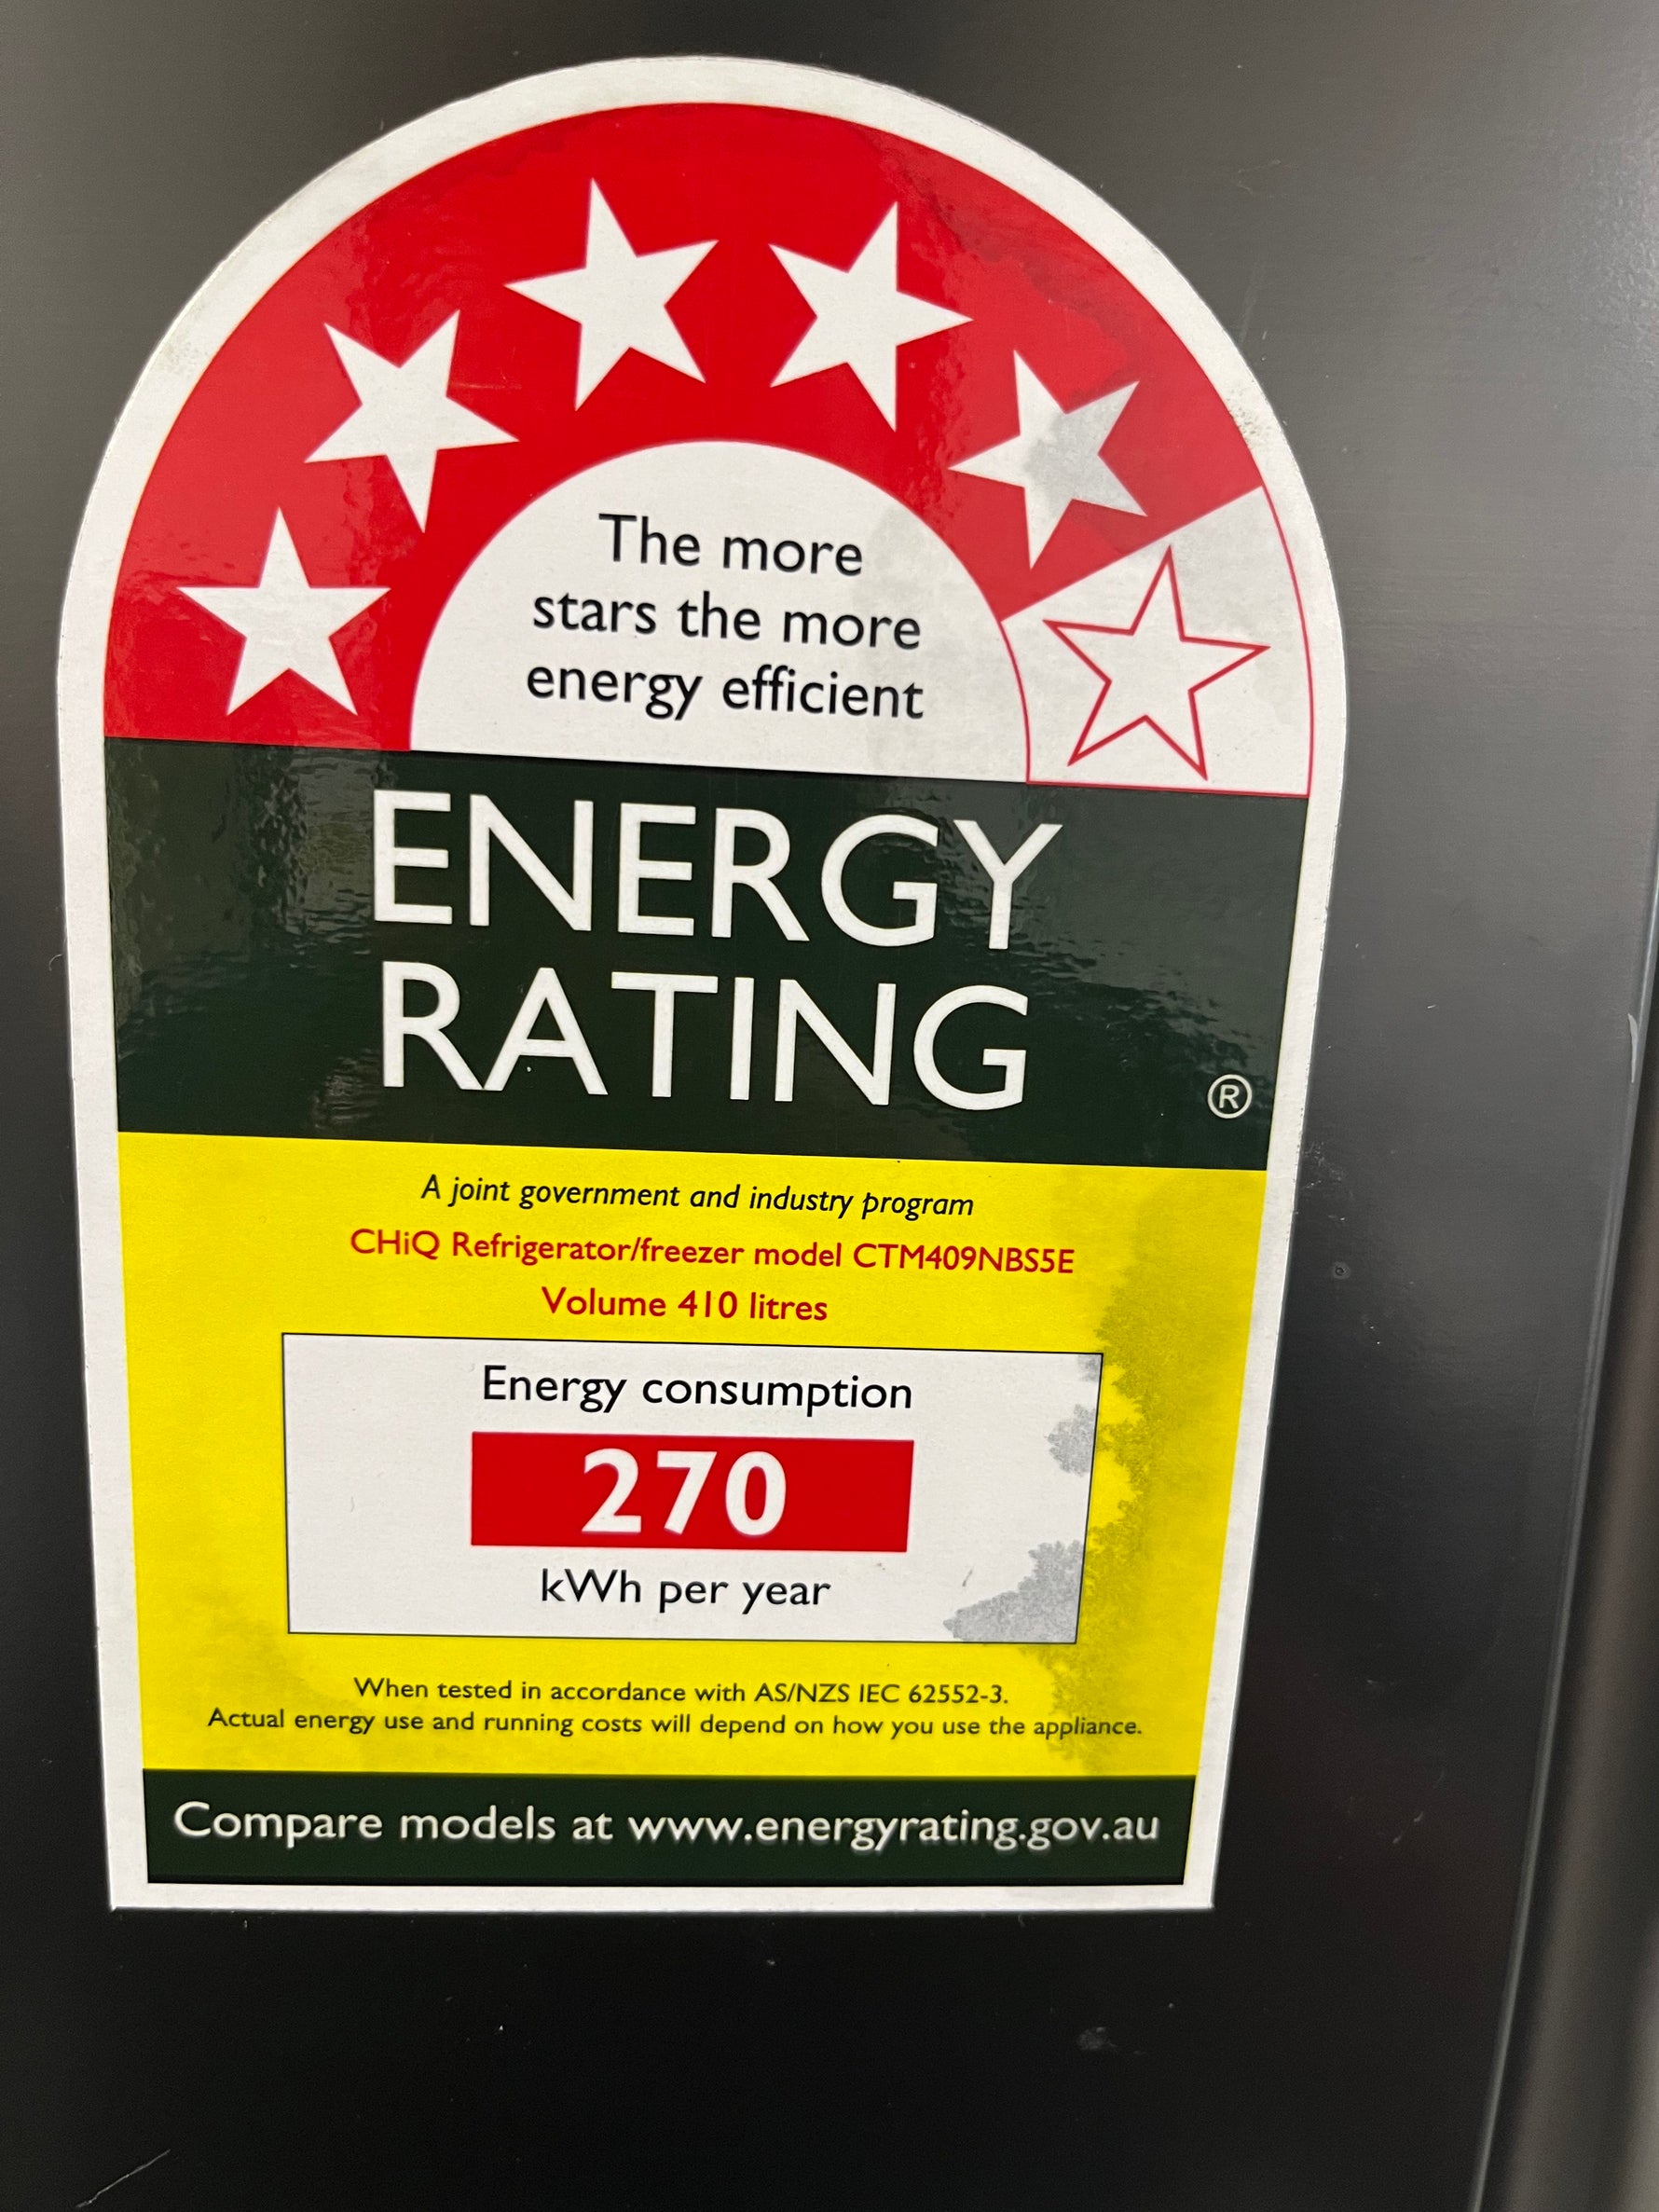 The more
stars the more
energy efficient
ENERGY
RATING
®
A joint government and industry program
CHiQ Refrigerator/freezer model CTM409NBS5E
Volume 410 litres
Energy consumption
270
kWh per year
When tested in accordance with AS/NZS IEC 62552-3.
Actual energy use and running costs will depend on how you use the appliance.
Compare models at www.energyrating.gov.au